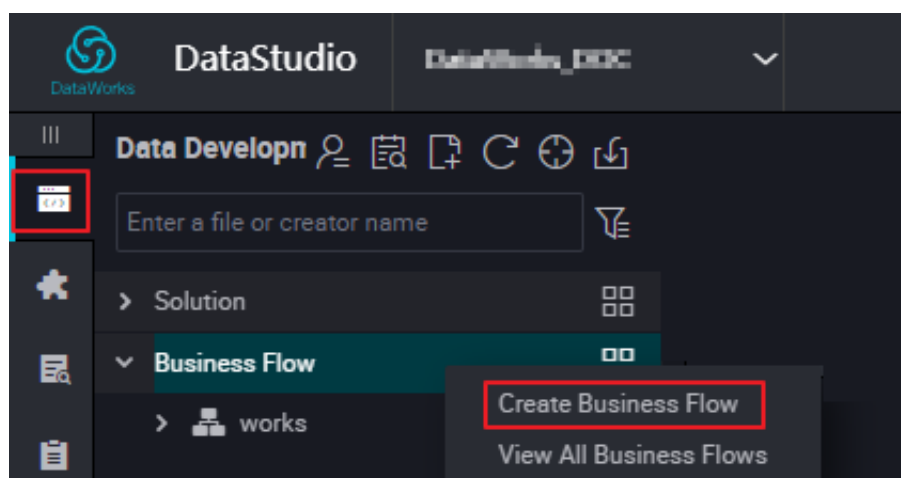 DataStudio
DataWorks
Data Developm
Enter a file or creator name
Solution
Business Flow
Create Business Flow
works
View All Business Flows